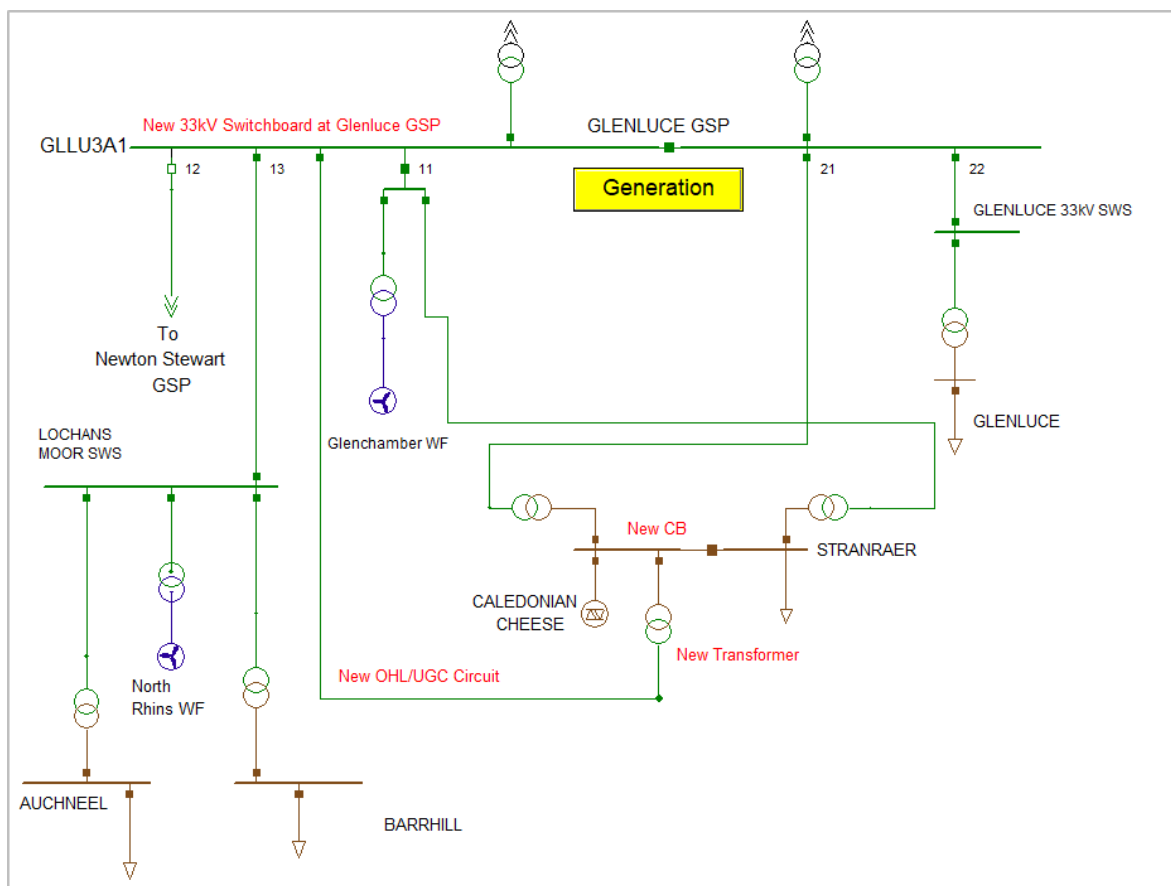 New 33kV Switchboard at Glenluce GSP
GLENLUCE GSP
GLLU3A1
12
13
11
21
22
Generation
GLENLUCE 33kV SWS
To
Newton Stewart
GSP
GLENLUCE
LOCHANS
MOOR SWS
Glenchamber WF
New CB
STRANRAER
CALEDONIAN
CHEESE
New Transformer
New OHL/UGC Circuit
North
Rhins WF
AUCHNEEL
BARRHILL